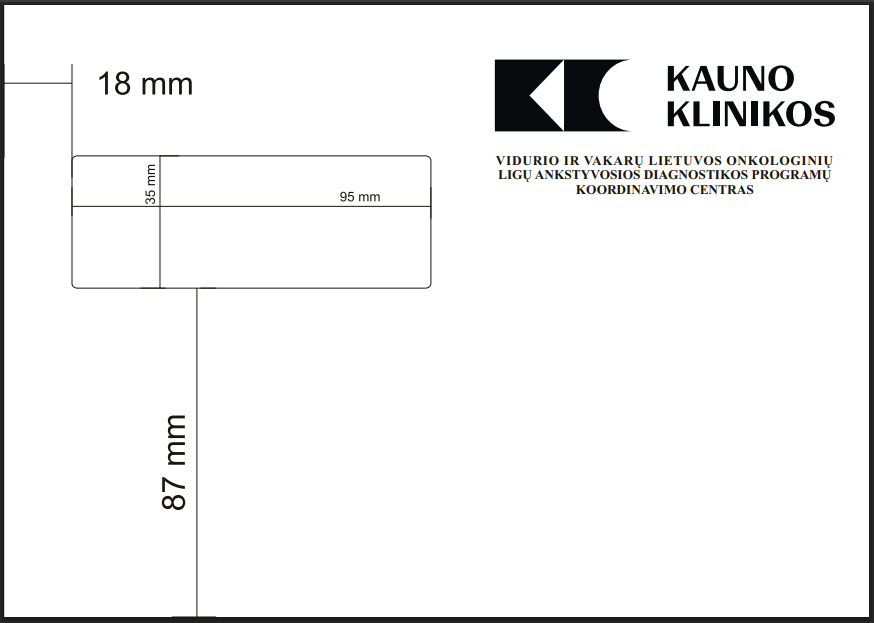 18 mm
KAUNO
KLINIKOS
VIDURIO IR VAKARŲ LIETUVOS ONKOLOGINIŲ
LIGŲ ANKSTYVOSIOS DIAGNOSTIKOS PROGRAMŲ
KOORDINAVIMO CENTRAS
35 mm
95 mm
87 mm